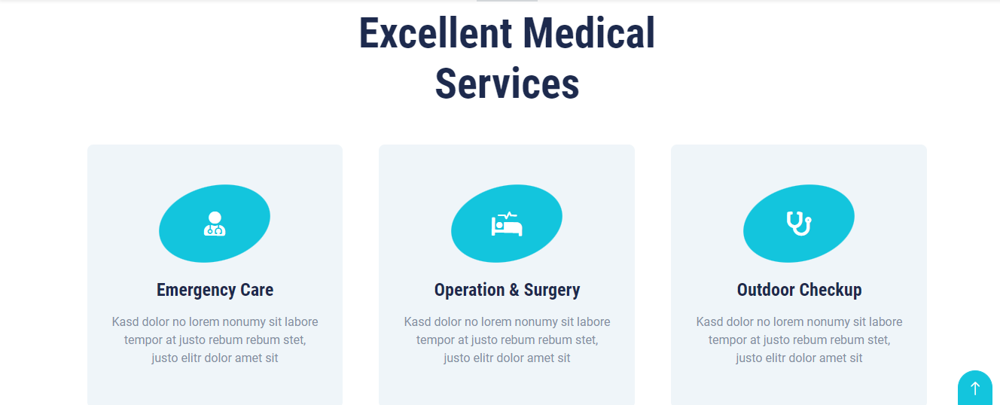 Excellent Medical
Services
Emergency Care
Kasd dolor no lorem nonumy sit labore
tempor at justo rebum rebum stet,
justo elitr dolor amet sit
Operation & Surgery
Kasd dolor no lorem nonumy sit labore
tempor at justo rebum rebum stet,
justo elitr dolor amet sit
Outdoor Checkup
Kasd dolor no lorem nonumy sit labore
tempor at justo rebum rebum stet,
justo elitr dolor amet sit